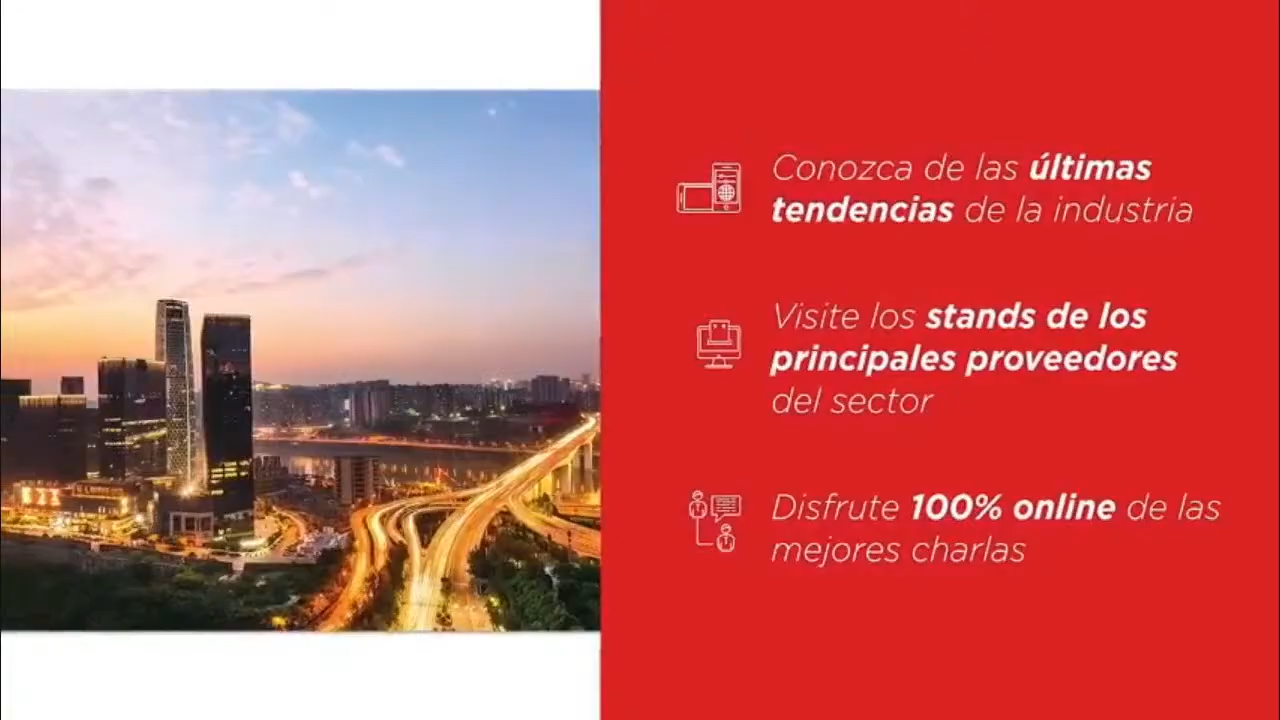 Conozca de las últimas
tendencias de la industria
Visite los stands de los
principales proveedores
del sector
Disfrute 100% online de las
mejores charlas